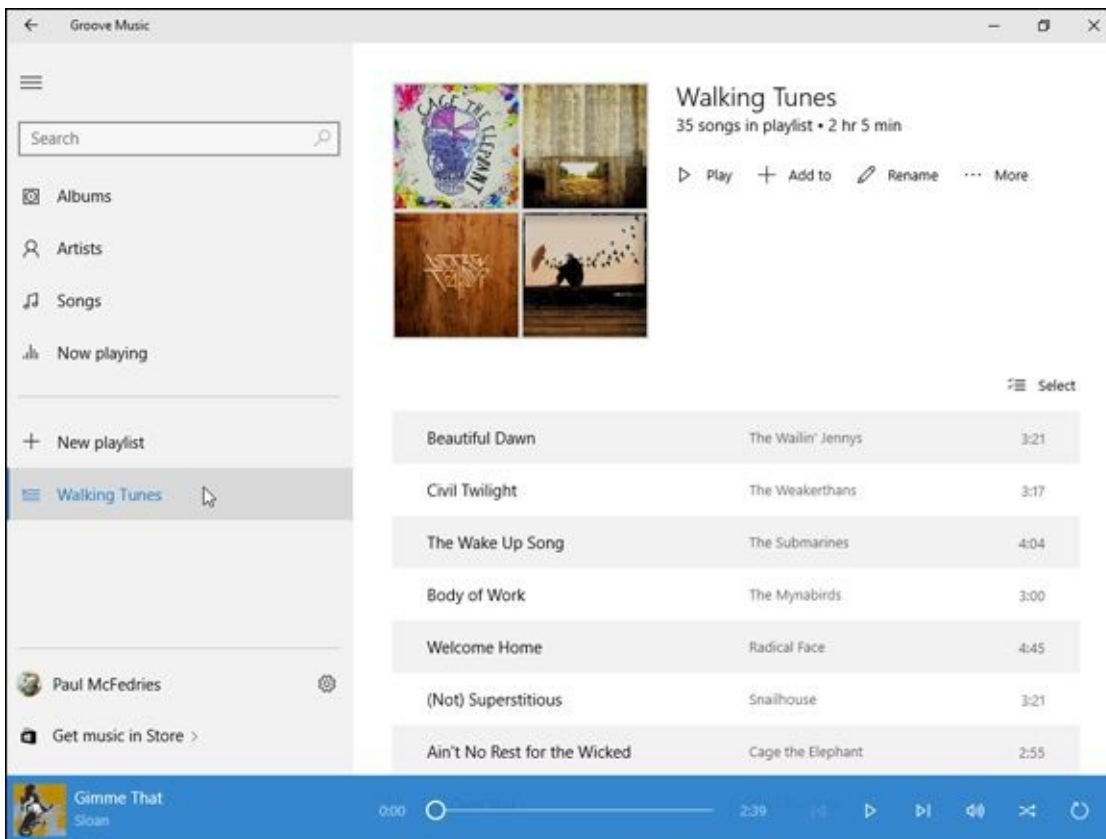 Groove Music
Search
Albums
Artists
Songs
Now playing
New playlist
Walking Tunes
Paul McFedries
Get music in Store >
CAGE THE ELEPHANT
Walking Tunes
35 songs in playlist • 2 hr 5 min
Play Add to Rename ··· More
Select
Beautiful Dawn The Wailin' Jennys 3:21
Civil Twilight The Weakerthans 3:17
The Wake Up Song The Submarines 4:04
Body of Work The Mynabirds 3:00
Welcome Home Radical Face 4:45
(Not) Superstitious Snailhouse 3:21
Ain't No Rest for the Wicked Cage the Elephant 2:55
Gimme That
Sloan
0:00 2:39